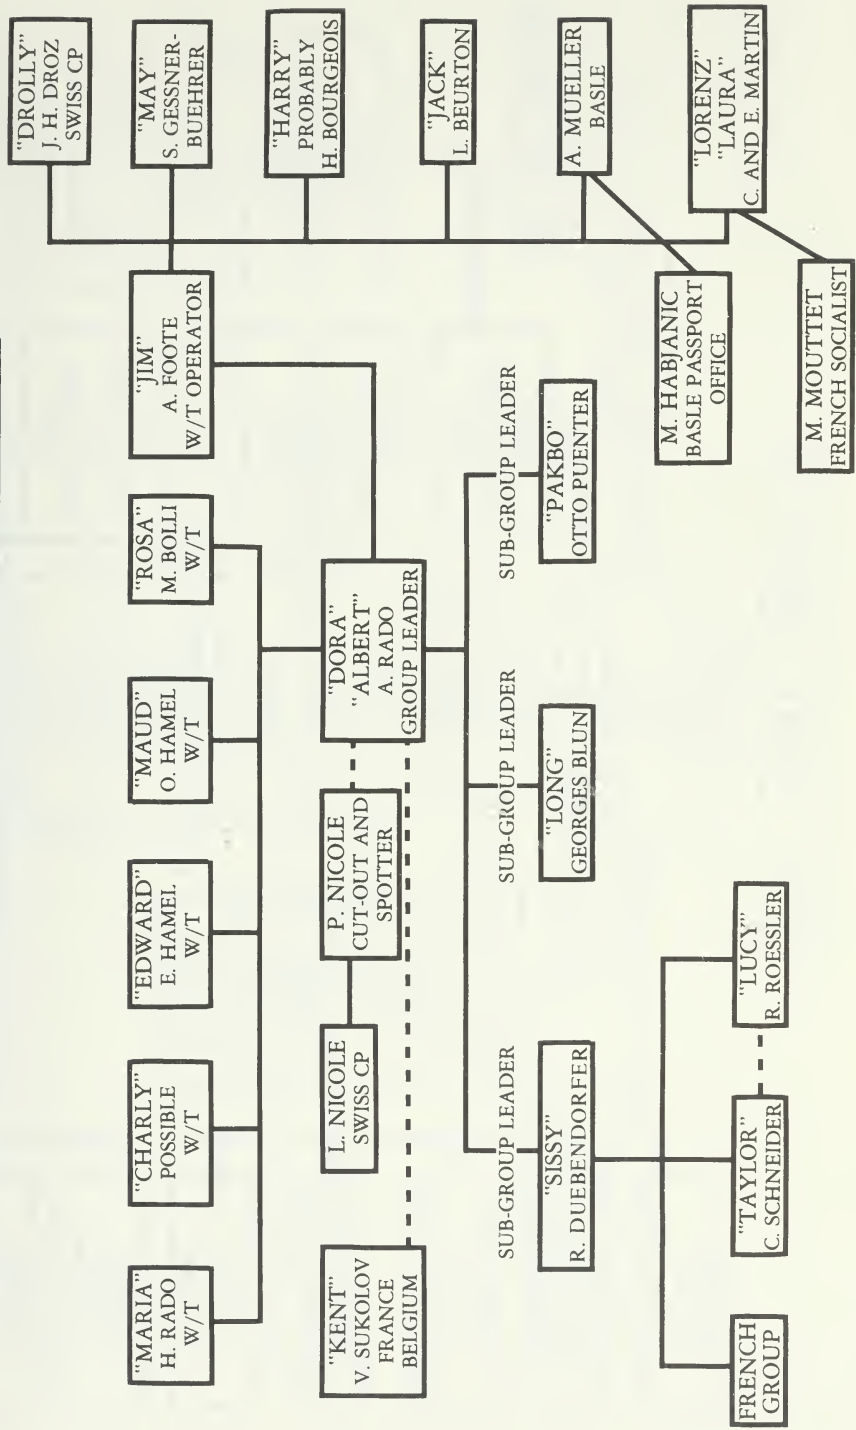 "DROLLY"
J. H. DROZ
SWISS CP
"MARIA"
H. RADO
W/T
"CHARLY"
POSSIBLE
W/T
"EDWARD"
E. HAMEL
W/T
"MAUD"
O. HAMEL
W/T
"ROSA"
M. BOLLI
W/T
"JIM"
A. FOOTE
W/T OPERATOR
"MAY"
S. GESSNER-
BUEHRER
"HARRY"
PROBABLY
H. BOURGEOIS
"KENT"
V. SUKOLOV
FRANCE
BELGIUM
L. NICOLE
SWISS CP
P. NICOLE
CUT-OUT AND
SPOTTER
"DORA"
"ALBERT"
A. RADO
GROUP LEADER
"JACK"
L. BEURTON
SUB-GROUP LEADER
"SISSY"
R. DUEBENDORFER
SUB-GROUP LEADER
"LONG"
GEORGES BLUN
SUB-GROUP LEADER
"PAKBO"
OTTO PUENTER
A. MUELLER
BASLE
M. HABJANIC
BASLE PASSPORT
OFFICE
"LORENZ"
"LAURA"
C. AND E. MARTIN
FRENCH
GROUP
"TAYLOR"
C. SCHNEIDER
"LUCY"
R. ROESSLER
M. MOUTTET
FRENCH SOCIALIST